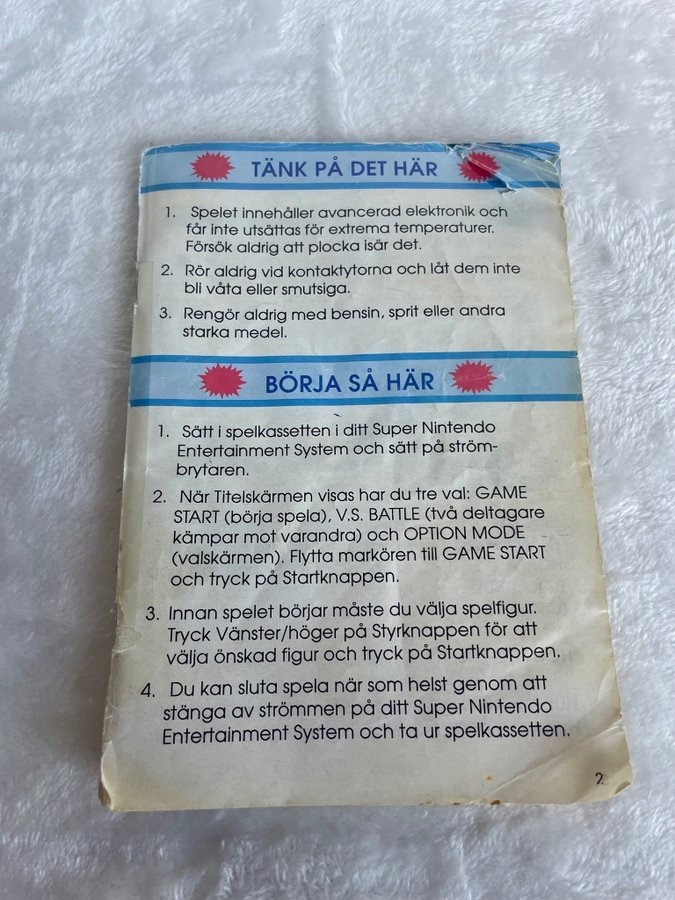 TÄNK PÅ DET HÄR
1. Spelet innehåller avancerad elektronik och
får inte utsättas för extrema temperaturer.
Försök aldrig att plocka isär det.
2. Rör aldrig vid kontaktytorna och låt dem inte
bli våta eller smutsiga.
3. Rengör aldrig med bensin, sprit eller andra
starka medel.
BÖRJA SÅ HÄR
1. Sätt i spelkassetten i ditt Super Nintendo
Entertainment System och sätt på ström-
brytaren.
2. När Titelskärmen visas har du tre val: GAME
START (börja spela), V.S. BATTLE (två deltagare
kämpar mot varandra) och OPTION MODE
(valskärmen). Flytta markören till GAME START
och tryck på Startknappen.
3. Innan spelet börjar måste du välja spelfigur.
Tryck Vänster/höger på Styrknappen för att
välja önskad figur och tryck på Startknappen.
4. Du kan sluta spela när som helst genom att
stänga av strömmen på ditt Super Nintendo
Entertainment System och ta ur spelkassetten.
2